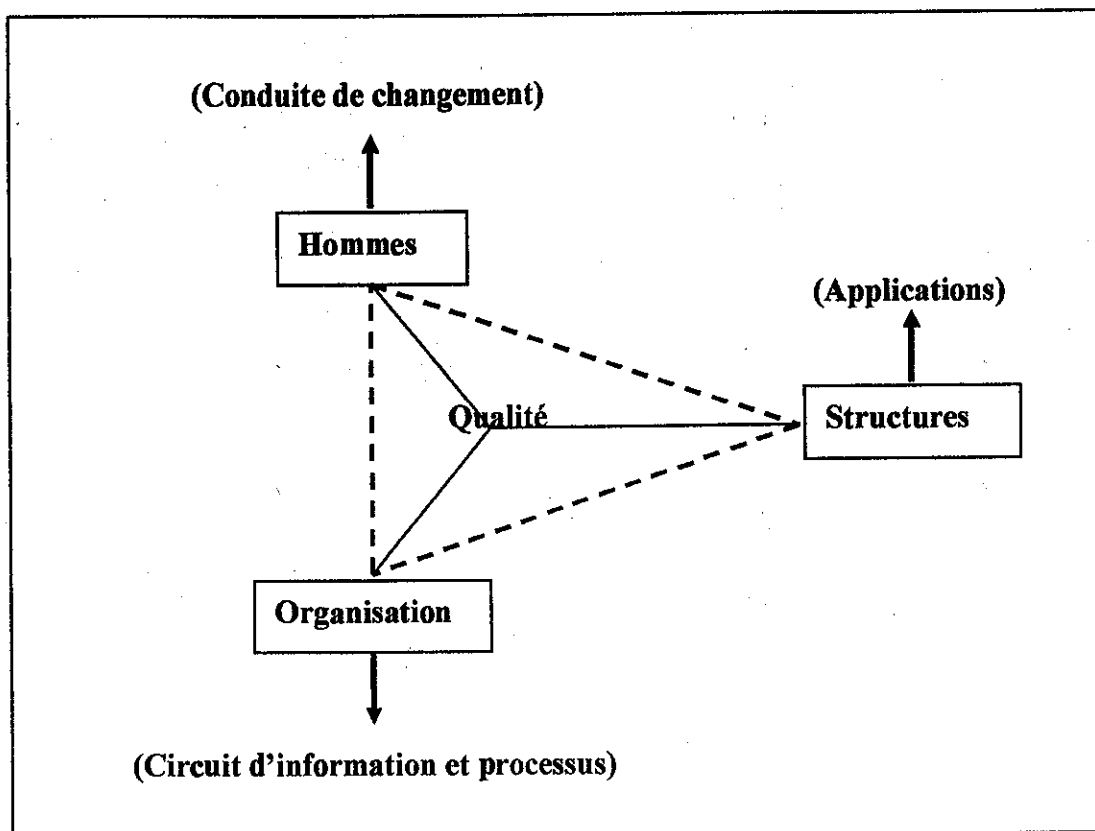 (Conduite de changement)
Hommes
(Applications)
Qualité
Structures
Organisation
(Circuit d'information et processus)